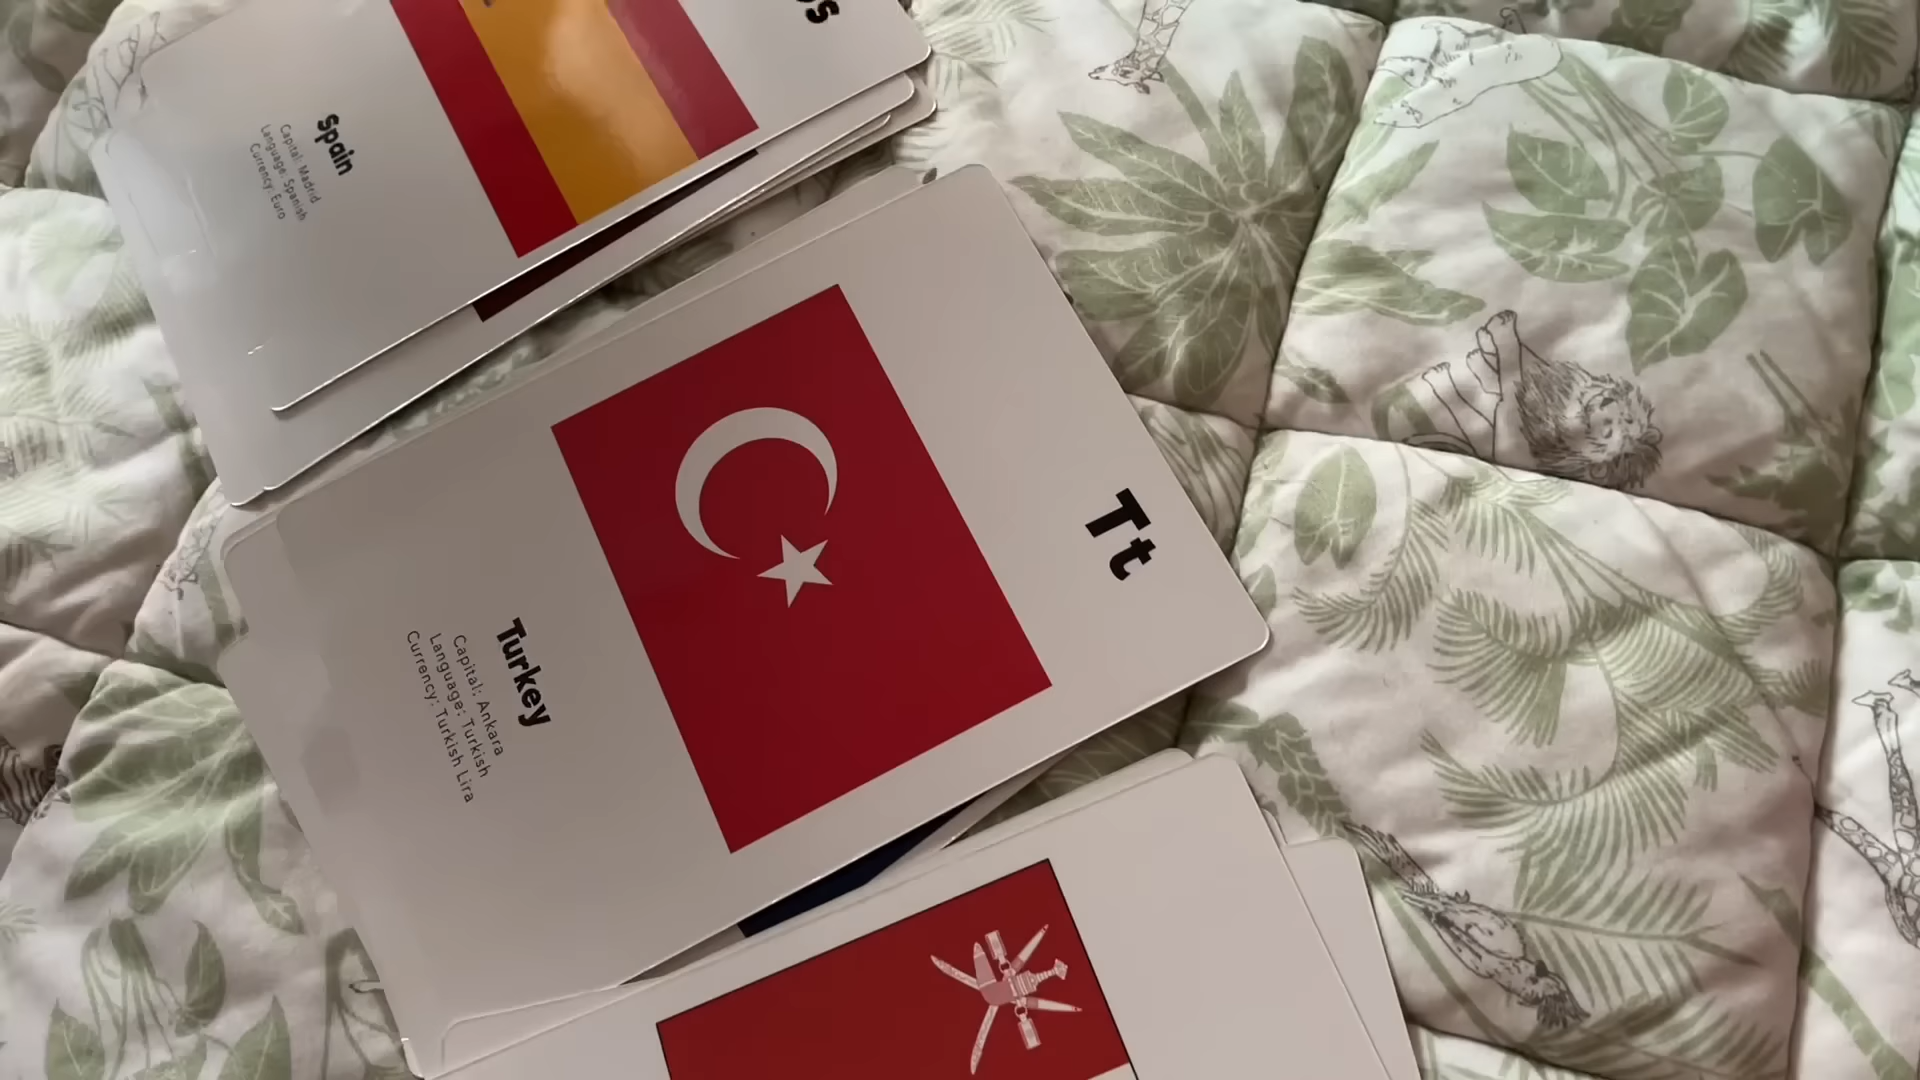 Spain
Capital: Madrid
Language: Spanish
Currency: Euro
Tt
Turkey
Capital: Ankara
Language: Turkish
Currency: Turkish Lira